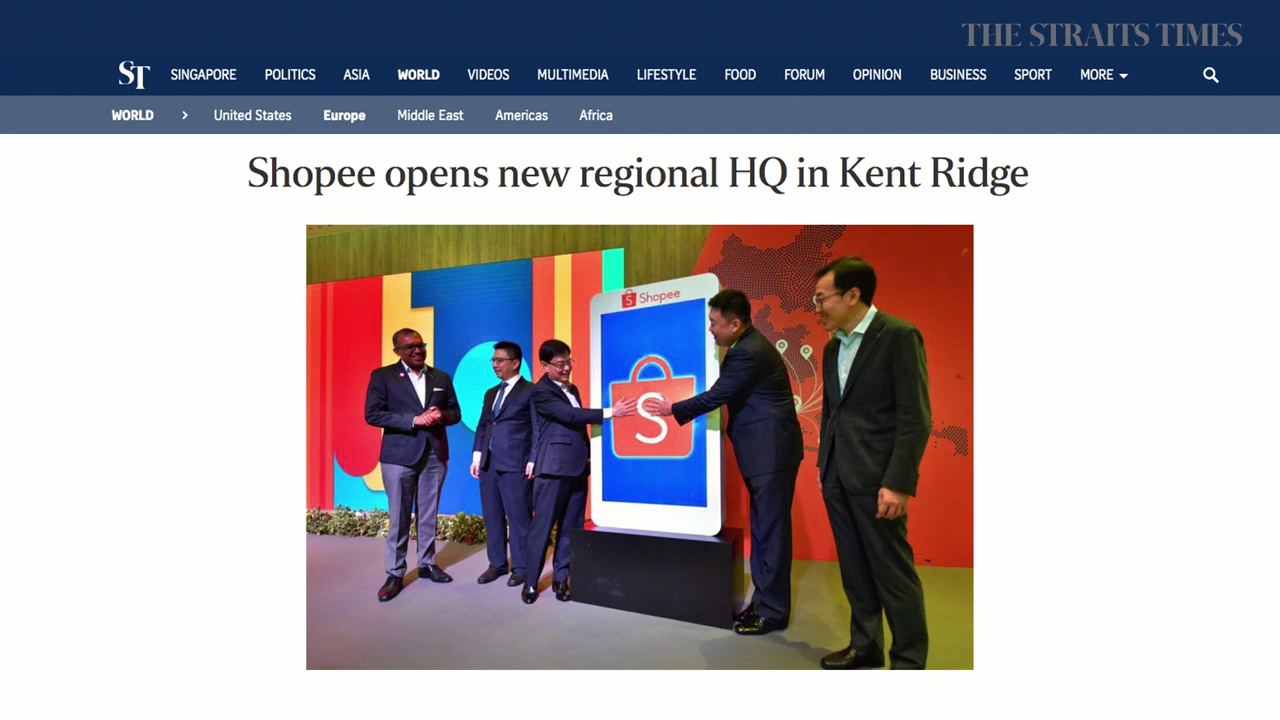 THE STRAITS TIMES
ST SINGAPORE POLITICS ASIA WORLD VIDEOS MULTIMEDIA LIFESTYLE FOOD FORUM OPINION BUSINESS SPORT MORE
WORLD > United States Europe Middle East Americas Africa
Shopee opens new regional HQ in Kent Ridge
Shopee
S